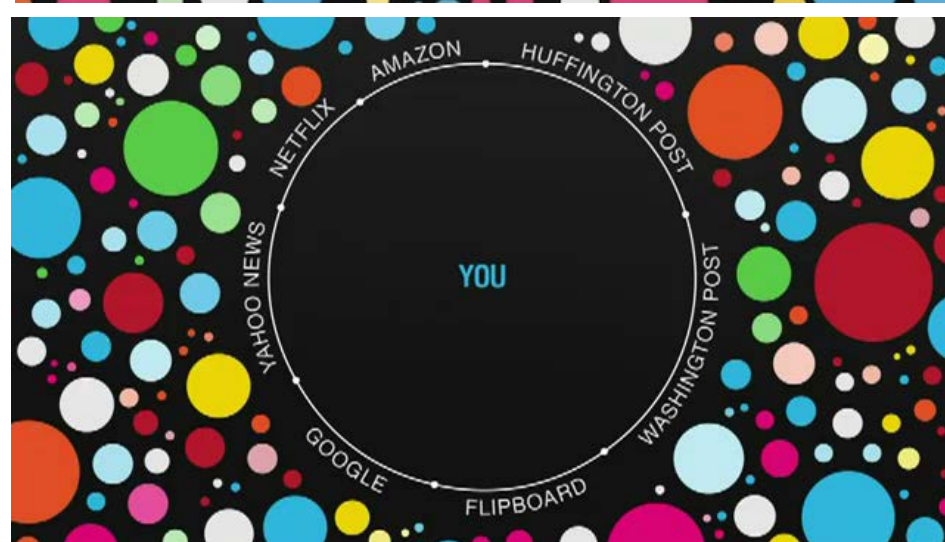 AMAZON
HUFFINGTON POST
NETFLIX
YAHOO NEWS
YOU
WASHINGTON POST
GOOGLE
FLIPBOARD